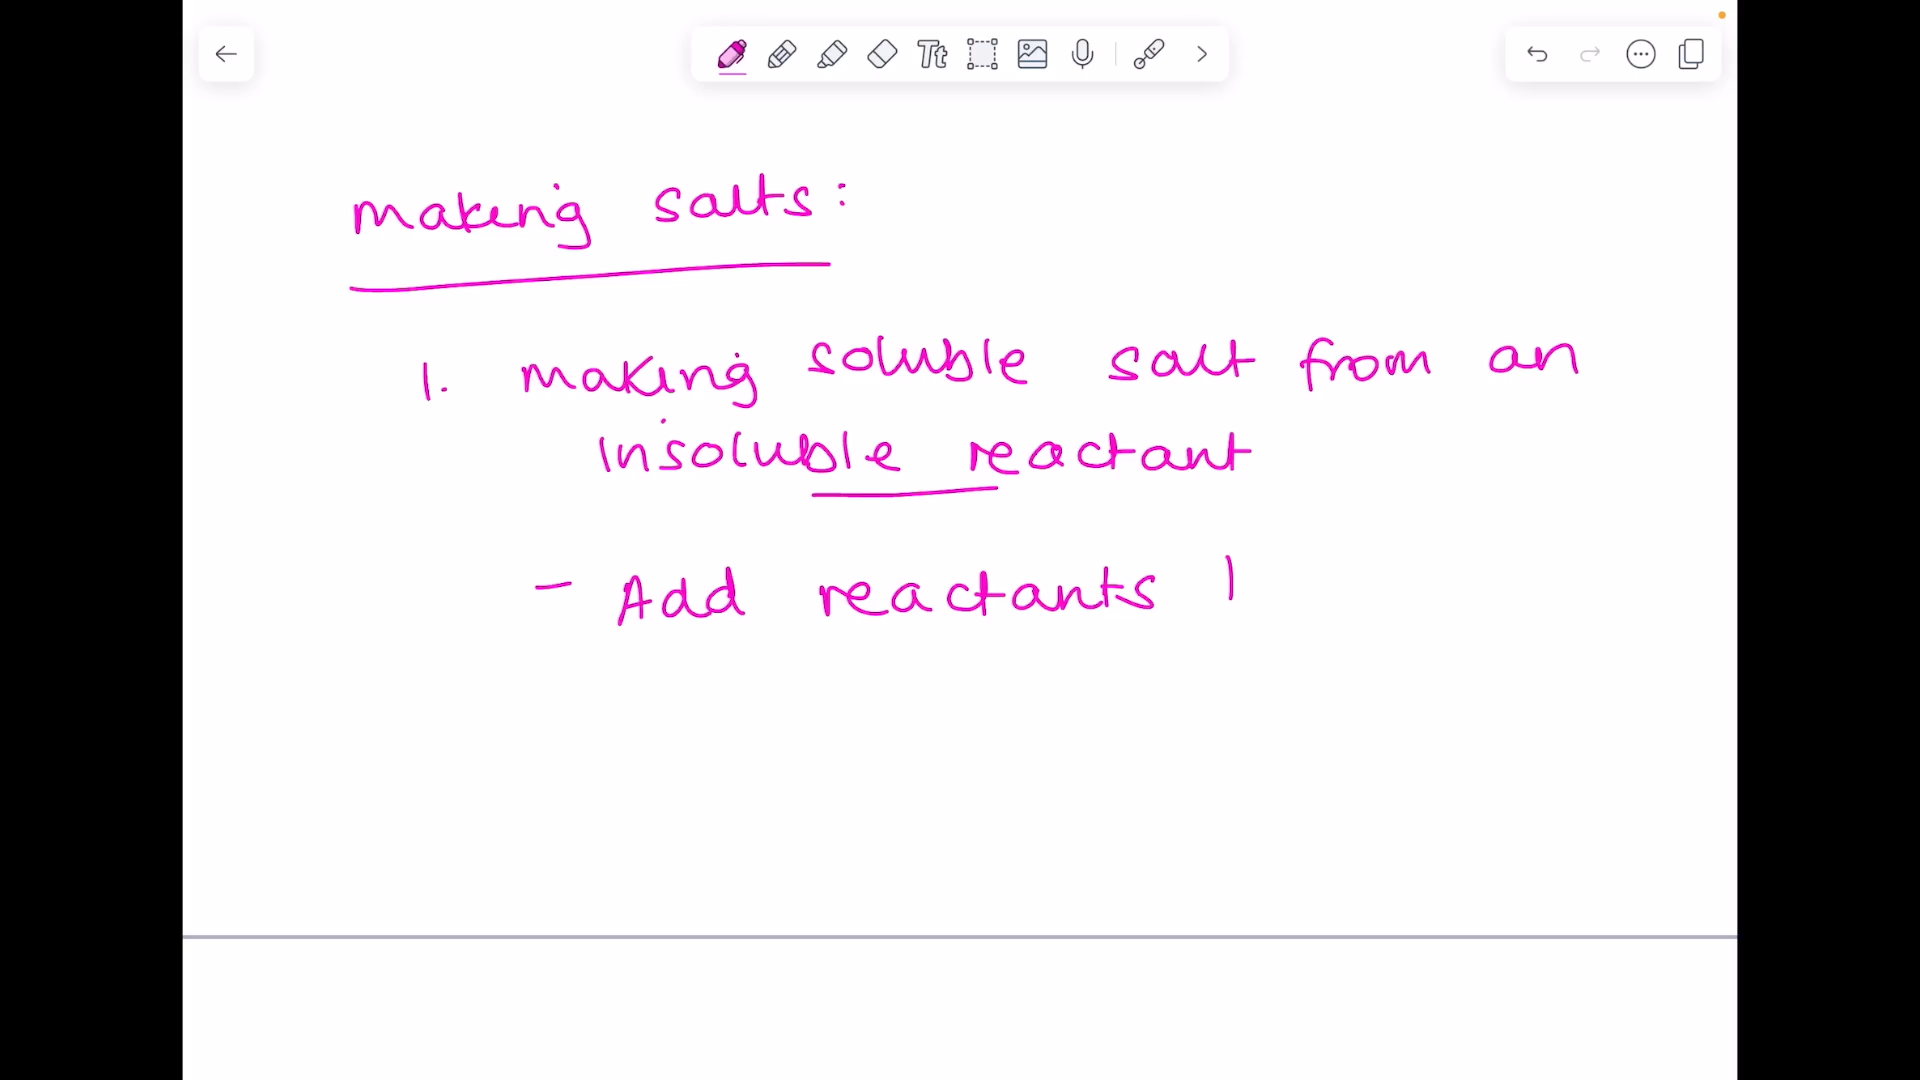 making salts:
1. making soluble salt from an
insoluble reactant
- Add reactants